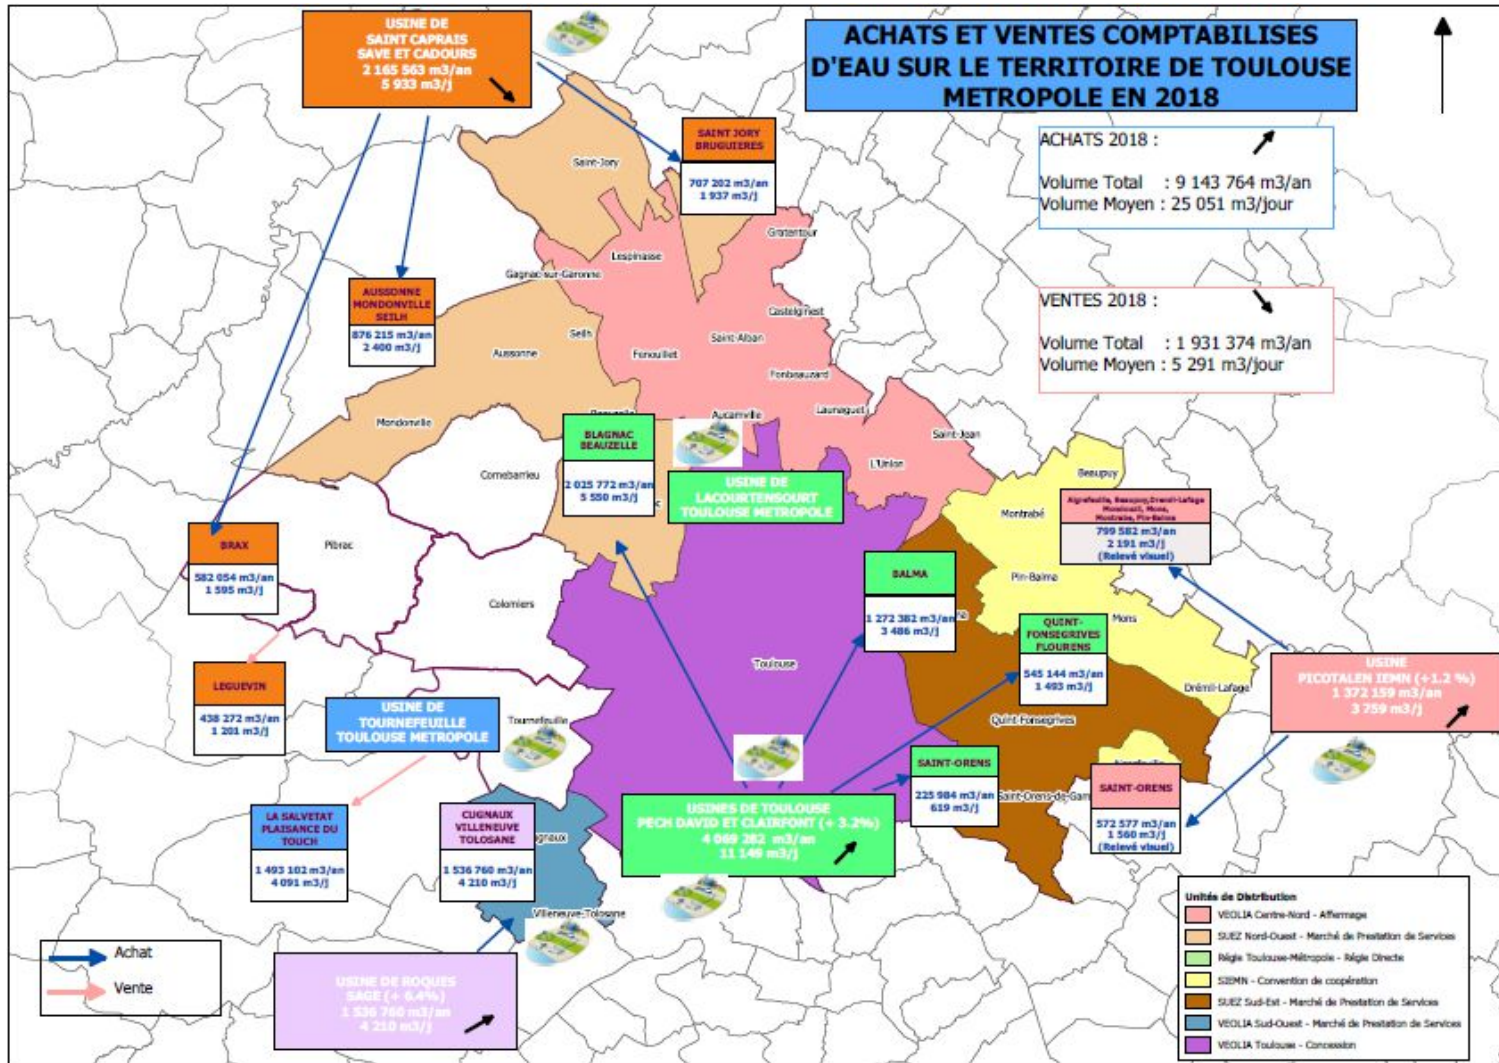 USINE DE
SAINT CAPRAIS
SAVE ET CADOURS
2 165 563 m3/an
5 933 m3/j
ACHATS ET VENTES COMPTABILISES
D'EAU SUR LE TERRITOIRE DE TOULOUSE
METROPOLE EN 2018
ACHATS 2018 :
Volume Total : 9 143 764 m3/an
Volume Moyen : 25 051 m3/jour
VENTES 2018 :
Volume Total : 1 931 374 m3/an
Volume Moyen : 5 291 m3/jour
SAINT JORY
BRUGUIERES
707 202 m3/an
1 937 m3/j
Saint-Jory
Gratentour
Lespinasse
Gagnac-sur-Garonne
AUSSONNE
MONDONVILLE
SEILH
876 215 m3/an
2 400 m3/j
Castelginest
Seilh
Saint-Alban
Aussonne
Fenouillet
Fonbeauzard
Launaguet
Aucamville
Mondonville
Saint-Jean
BLAGNAC
BEAUZELLE
2 025 772 m3/an
5 550 m3/j
L'Union
Cornebarrieu
Beaupuy
USINE DE
LACOURTENSOURT
TOULOUSE METROPOLE
Aigrefeuille, Beaupuy,Dremil-Lafage
Mondouzil, Mons,
Montrabe, Pin-Balma
799 582 m3/an
2 191 m3/j
(Relevé visuel)
Montrabé
BRAX
582 054 m3/an
1 595 m3/j
Pibrac
BALMA
1 272 382 m3/an
3 486 m3/j
Pin-Balma
Colomiers
Mons
QUINT-
FONSEGRIVES
FLOURENS
545 144 m3/an
1 493 m3/j
Toulouse
LEGUEVIN
438 272 m3/an
1 201 m3/j
USINE
PICOTALEN IEMN (+1.2 %)
1 372 159 m3/an
3 759 m3/j
Drémil-Lafage
USINE DE
TOURNEFEUILLE
TOULOUSE METROPOLE
Tournefeuille
Quint-Fonsegrives
SAINT-ORENS
225 984 m3/an
619 m3/j
Saint-Orens-de-Gam
SAINT-ORENS
572 577 m3/an
1 560 m3/j
(Relevé visuel)
LA SALVETAT
PLAISANCE DU
TOUCH
1 493 102 m3/an
4 091 m3/j
CUGNAUX
VILLENEUVE
TOLOSANE
1 536 760 m3/an
4 210 m3/j
gnaux
USINES DE TOULOUSE
PECH DAVID ET CLAIRFONT (+ 3.2%)
4 069 282 m3/an
11 149 m3/j
Villeneuve-Tolosane
Achat
Vente
USINE DE ROQUES
SAGE (+ 6.4%)
1 536 760 m3/an
4 210 m3/j
Unités de Distribution
VEOLIA Centre-Nord - Affermage
SUEZ Nord-Ouest - Marché de Prestation de Services
Régie Toulouse-Métropole - Régie Directe
SIEMN - Convention de coopération
SUEZ Sud-Est - Marché de Prestation de Services
VEOLIA Sud-Ouest - Marché de Prestation de Services
VEOLIA Toulouse - Concession